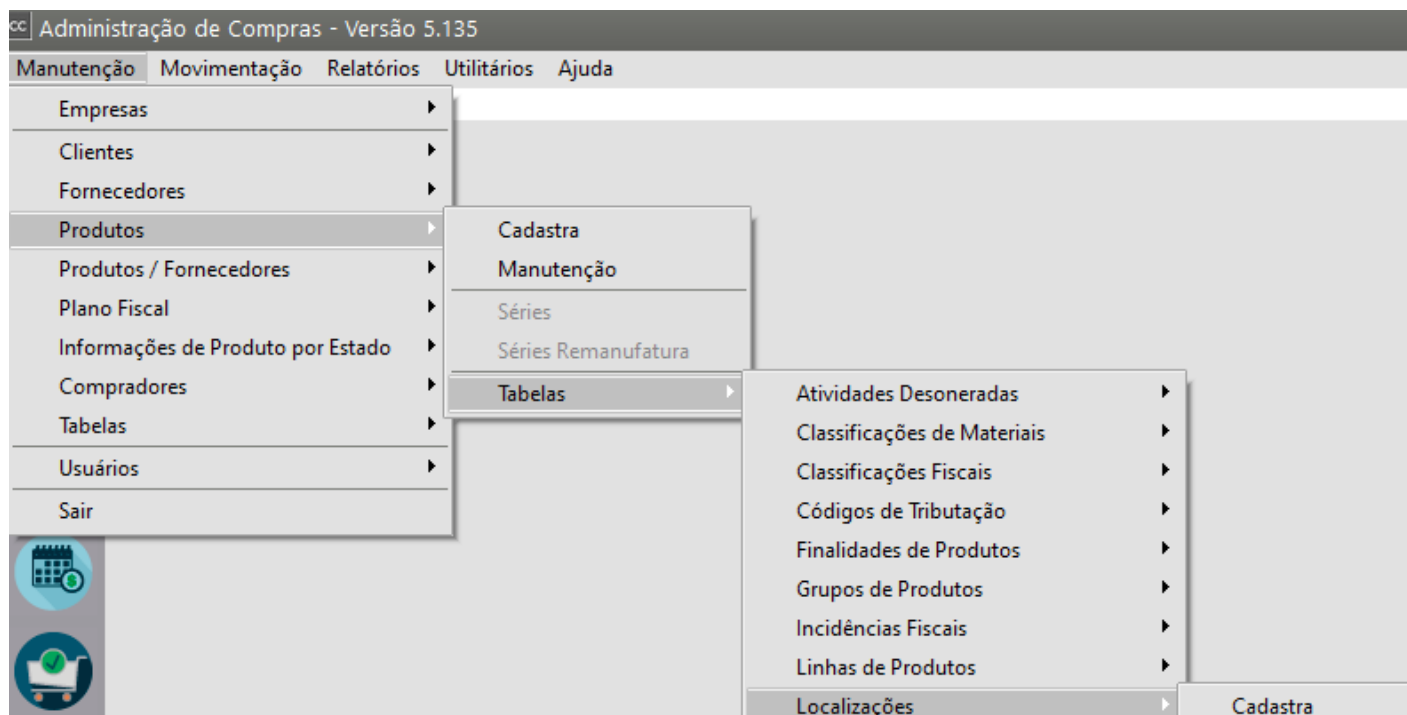 cc Administração de Compras - Versão 5.135
Manutenção Movimentação Relatórios Utilitários Ajuda
Empresas
Clientes
Fornecedores
Produtos
Produtos / Fornecedores
Plano Fiscal
Informações de Produto por Estado
Compradores
Tabelas
Usuários
Sair
Cadastra
Manutenção
Séries
Séries Remanufatura
Tabelas
Atividades Desoneradas
Classificações de Materiais
Classificações Fiscais
Códigos de Tributação
Finalidades de Produtos
Grupos de Produtos
Incidências Fiscais
Linhas de Produtos
Localizações
Cadastra